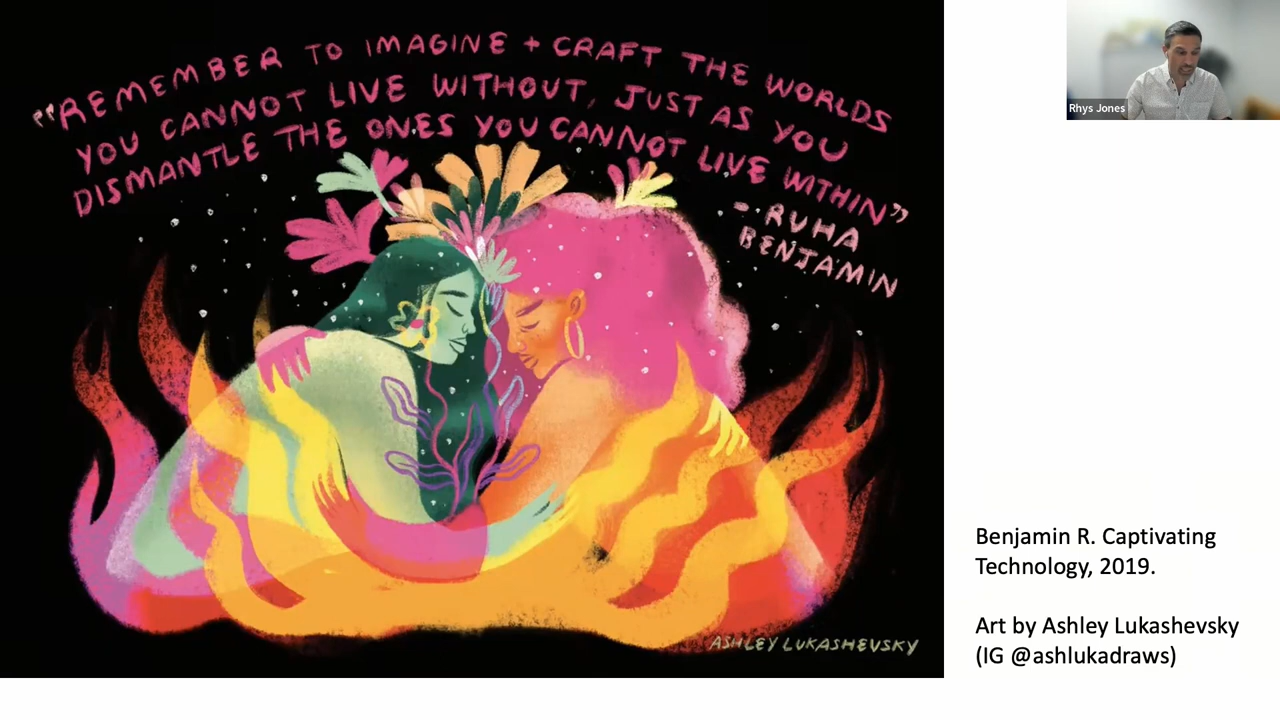 "REMEMBER TO IMAGINE + CRAFT THE WORLDS
YOU CANNOT LIVE WITHOUT, JUST AS YOU
DISMANTLE THE ONES YOU CANNOT LIVE WITHIN"
- RUHA
BENJAMIN
ASHLEY LUKASHEVSKY
Rhys Jones
Benjamin R. Captivating
Technology, 2019.
Art by Ashley Lukashevsky
(IG @ashlukadraws)